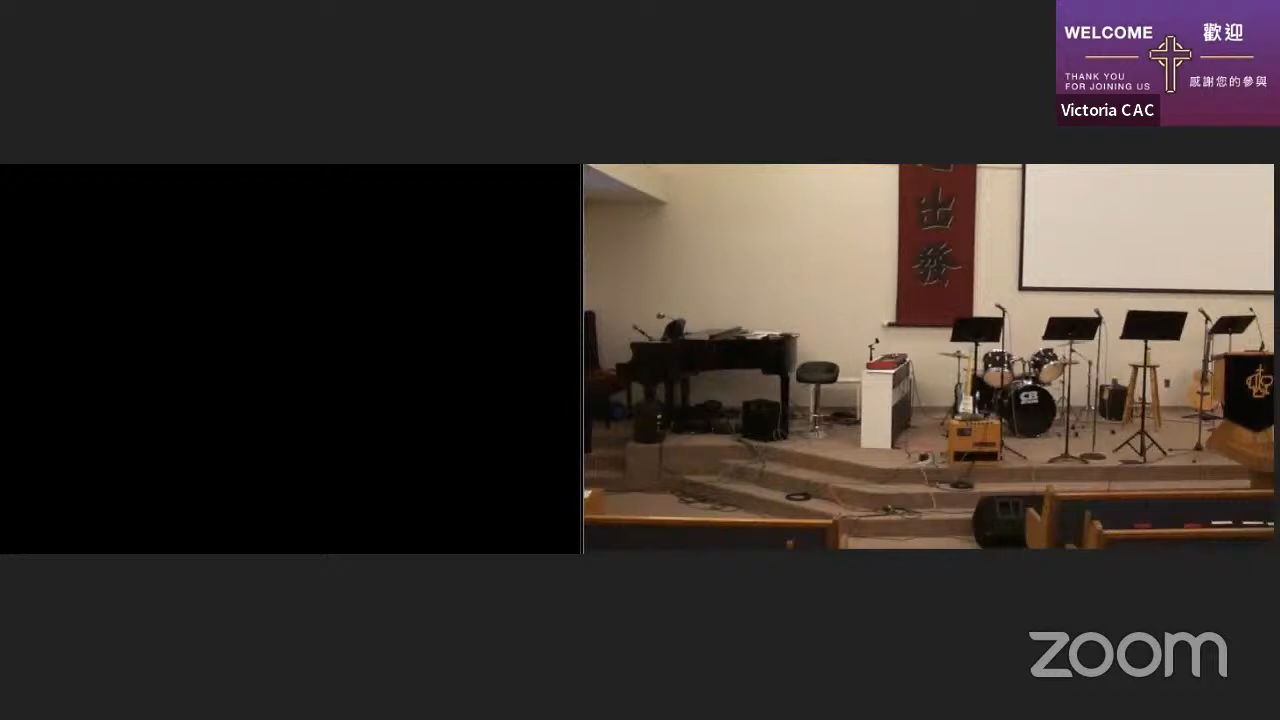 WELCOME
歡迎
THANK YOU
FOR JOINING US
感謝您的參與
Victoria CAC
出
發
CB
zoom